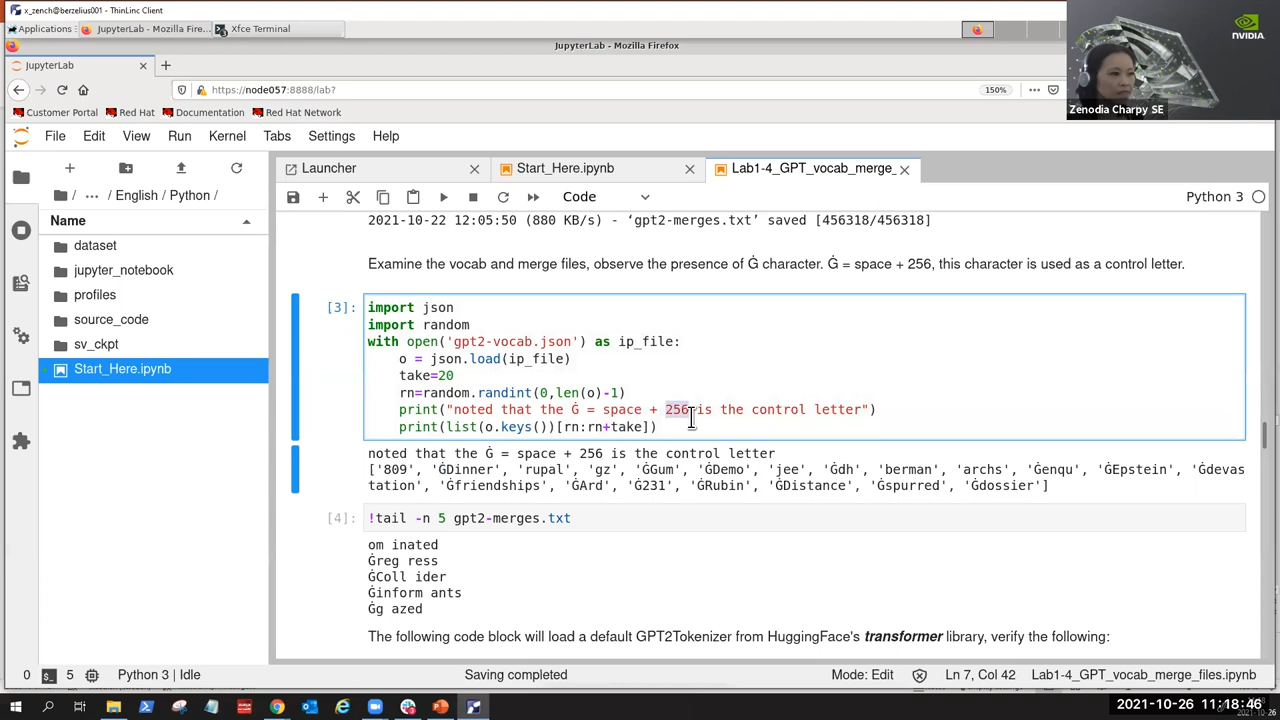 x_zench@berzelius001 - ThinLinc Client
Applications
JupyterLab - Mozilla Fire...
Xfce Terminal
JupyterLab - Mozilla Firefox
JupyterLab
https://node057:8888/lab?
150%
Customer Portal
Red Hat
Documentation
Red Hat Network
NVIDIA
Zenodia Charpy SE
File Edit View Run Kernel Tabs Settings Help
Launcher
Start_Here.ipynb
Lab1-4_GPT_vocab_merge_
/ ... / English / Python /
Code
Python 3
Name
dataset
jupyter_notebook
profiles
source_code
sv_ckpt
Start_Here.ipynb
2021-10-22 12:05:50 (880 KB/s) - ‘gpt2-merges.txt’ saved [456318/456318]
Examine the vocab and merge files, observe the presence of Ġ character. Ġ = space + 256, this character is used as a control letter.
[3]:
import json
import random
with open('gpt2-vocab.json') as ip_file:
o = json.load(ip_file)
take=20
rn=random.randint(0,len(o)-1)
print("noted that the Ġ = space + 256 is the control letter")
print(list(o.keys())[rn:rn+take])
noted that the Ġ = space + 256 is the control letter
['809', 'ĠDinner', 'rupal', 'gz', 'ĠGum', 'ĠDemo', 'jee', 'Ġdh', 'berman', 'archs', 'Ġenqu', 'ĠEpstein', 'Ġdevas
tation', 'Ġfriendships', 'ĠArd', 'Ġ231', 'ĠRubin', 'ĠDistance', 'Ġspurred', 'Ġdossier']
[4]:
!tail -n 5 gpt2-merges.txt
om inated
Ġreg ress
ĠColl ider
Ġinform ants
Ġg azed
The following code block will load a default GPT2Tokenizer from HuggingFace's transformer library, verify the following:
0
5
Python 3 | Idle
Saving completed
Mode: Edit
Ln 7, Col 42
Lab1-4_GPT_vocab_merge_files.ipynb
2021-10-26 11:18:46